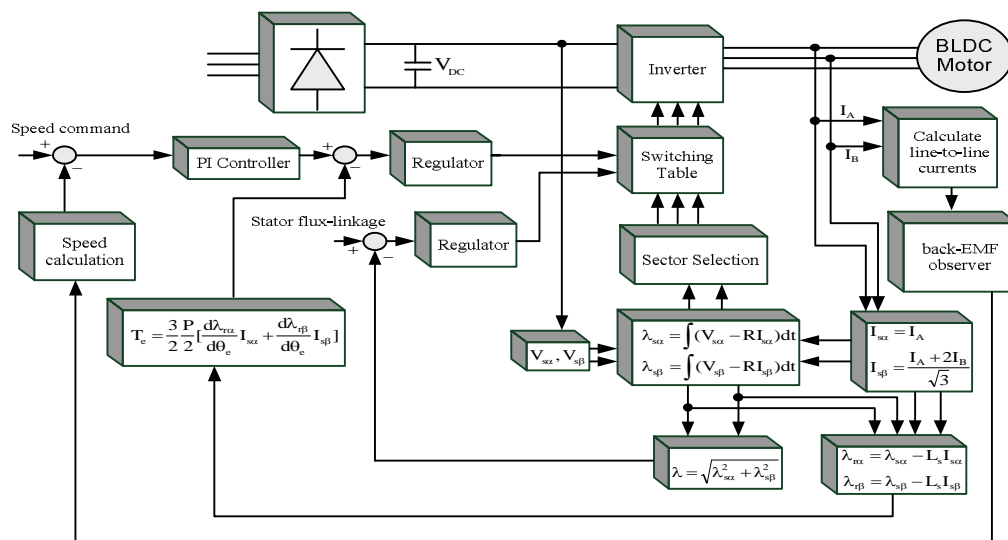 BLDC
Motor
V_DC
Inverter
Speed command
+
−
PI Controller
+
−
Regulator
Switching
Table
I_A
I_B
Calculate
line-to-line
currents
Stator flux-linkage
+
−
Regulator
Speed
calculation
Sector Selection
back-EMF
observer
T_e = 3/2 P/2 [dλ_rα/dθ_e I_sα + dλ_rβ/dθ_e I_sβ]
V_sα , V_sβ
λ_sα = ∫(V_sα − RI_sα)dt
λ_sβ = ∫(V_sβ − RI_sβ)dt
I_sα = I_A
I_sβ = (I_A + 2I_B)/√3
λ = √(λ²_sα + λ²_sβ)
λ_rα = λ_sα − L_s I_sα
λ_rβ = λ_sβ − L_s I_sβ